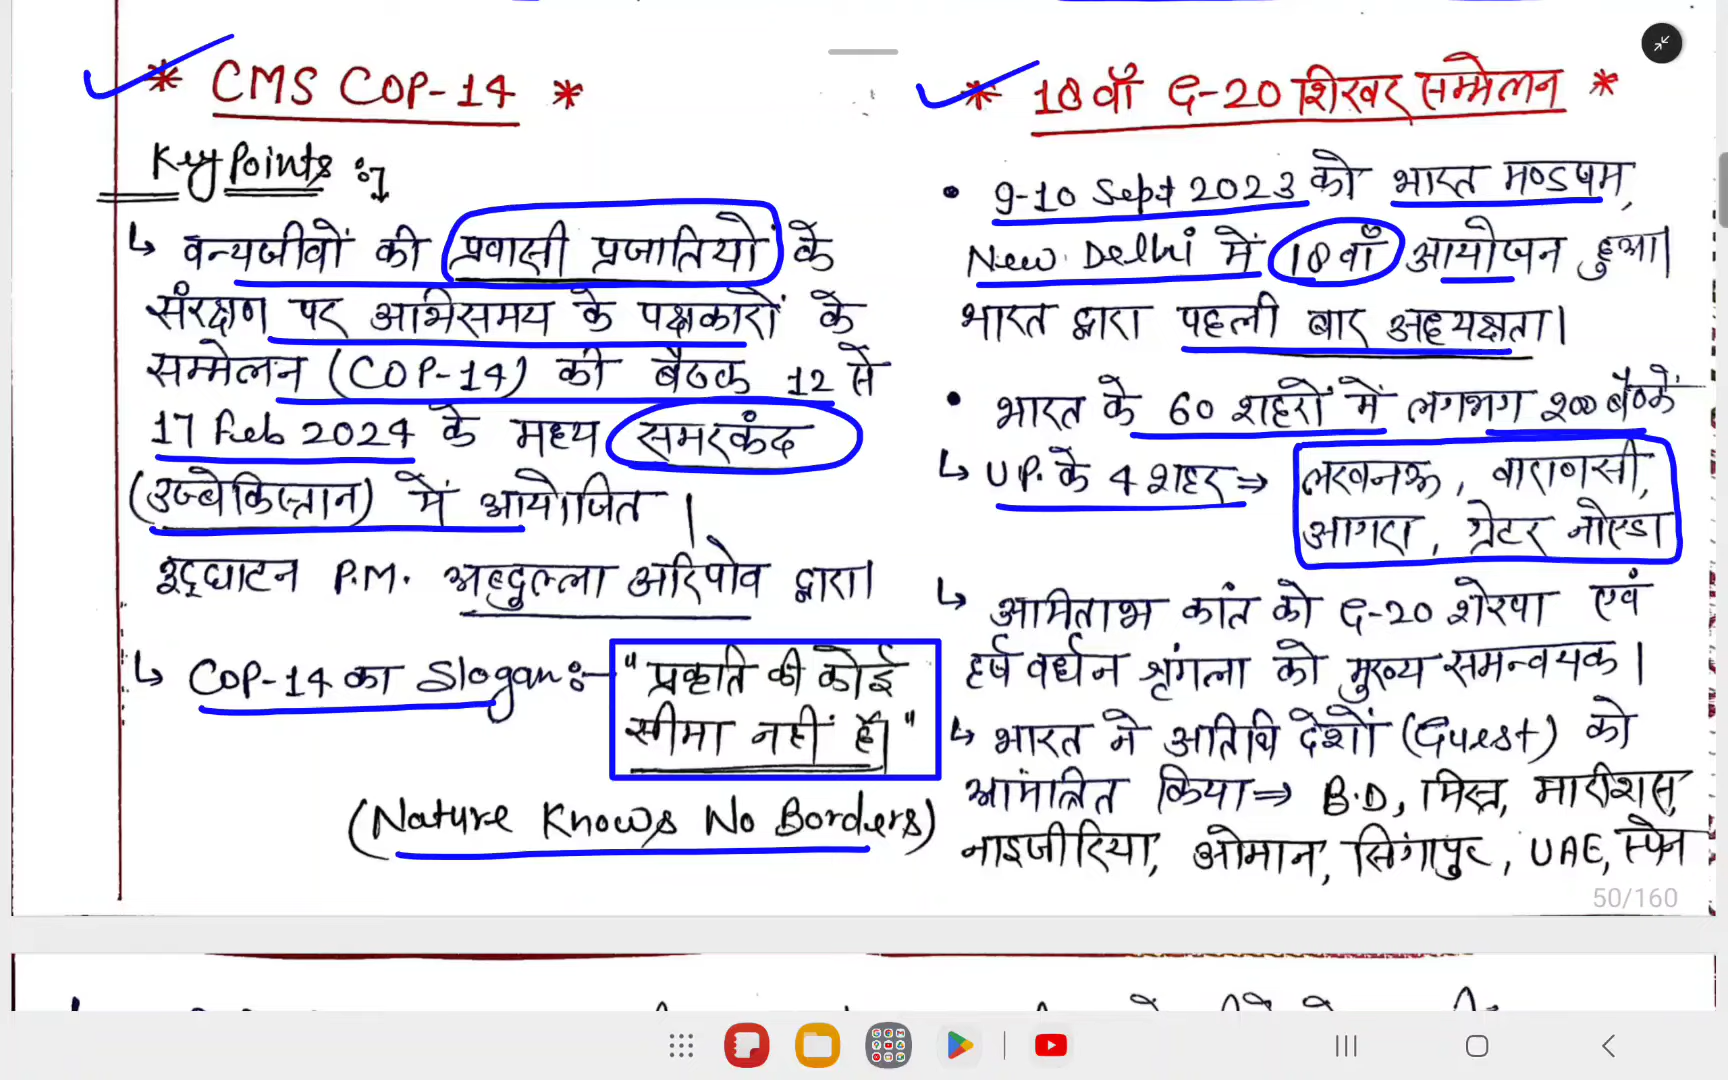 * CMS COP-14 *
Key Points :-
↳ वन्यजीवों की प्रवासी प्रजातियों के
संरक्षण पर अभिसमय के पक्षकारों के
सम्मेलन (COP-14) की बैठक 12 से
17 Feb 2024 के मध्य समरकंद
(उज्बेकिस्तान) में आयोजित |
उद्घाटन P.M. अब्दुल्ला अरिपोव द्वारा।
↳ COP-14 का Slogan :- "प्रकृति की कोई
सीमा नहीं है।"
(Nature Knows No Borders)
* 18वाँ G-20 शिखर सम्मेलन *
• 9-10 Sept 2023 को भारत मण्डपम,
New Delhi में 18वाँ आयोजन हुआ।
भारत द्वारा पहली बार अध्यक्षता।
• भारत के 60 शहरों में लगभग 200 बैठकें
↳ U.P. के 4 शहर ⇒ लखनऊ, वाराणसी,
आगरा, ग्रेटर नोएडा
↳ अमिताभ कांत को G-20 शेरपा एवं
हर्ष वर्धन श्रृंगला को मुख्य समन्वयक।
↳ भारत ने अतिथि देशों (Guest) को
आमंत्रित किया ⇒ B.D, मिस्त्र, मारीशस,
नाइजीरिया, ओमान, सिंगापुर, UAE, स्पेन
50/160